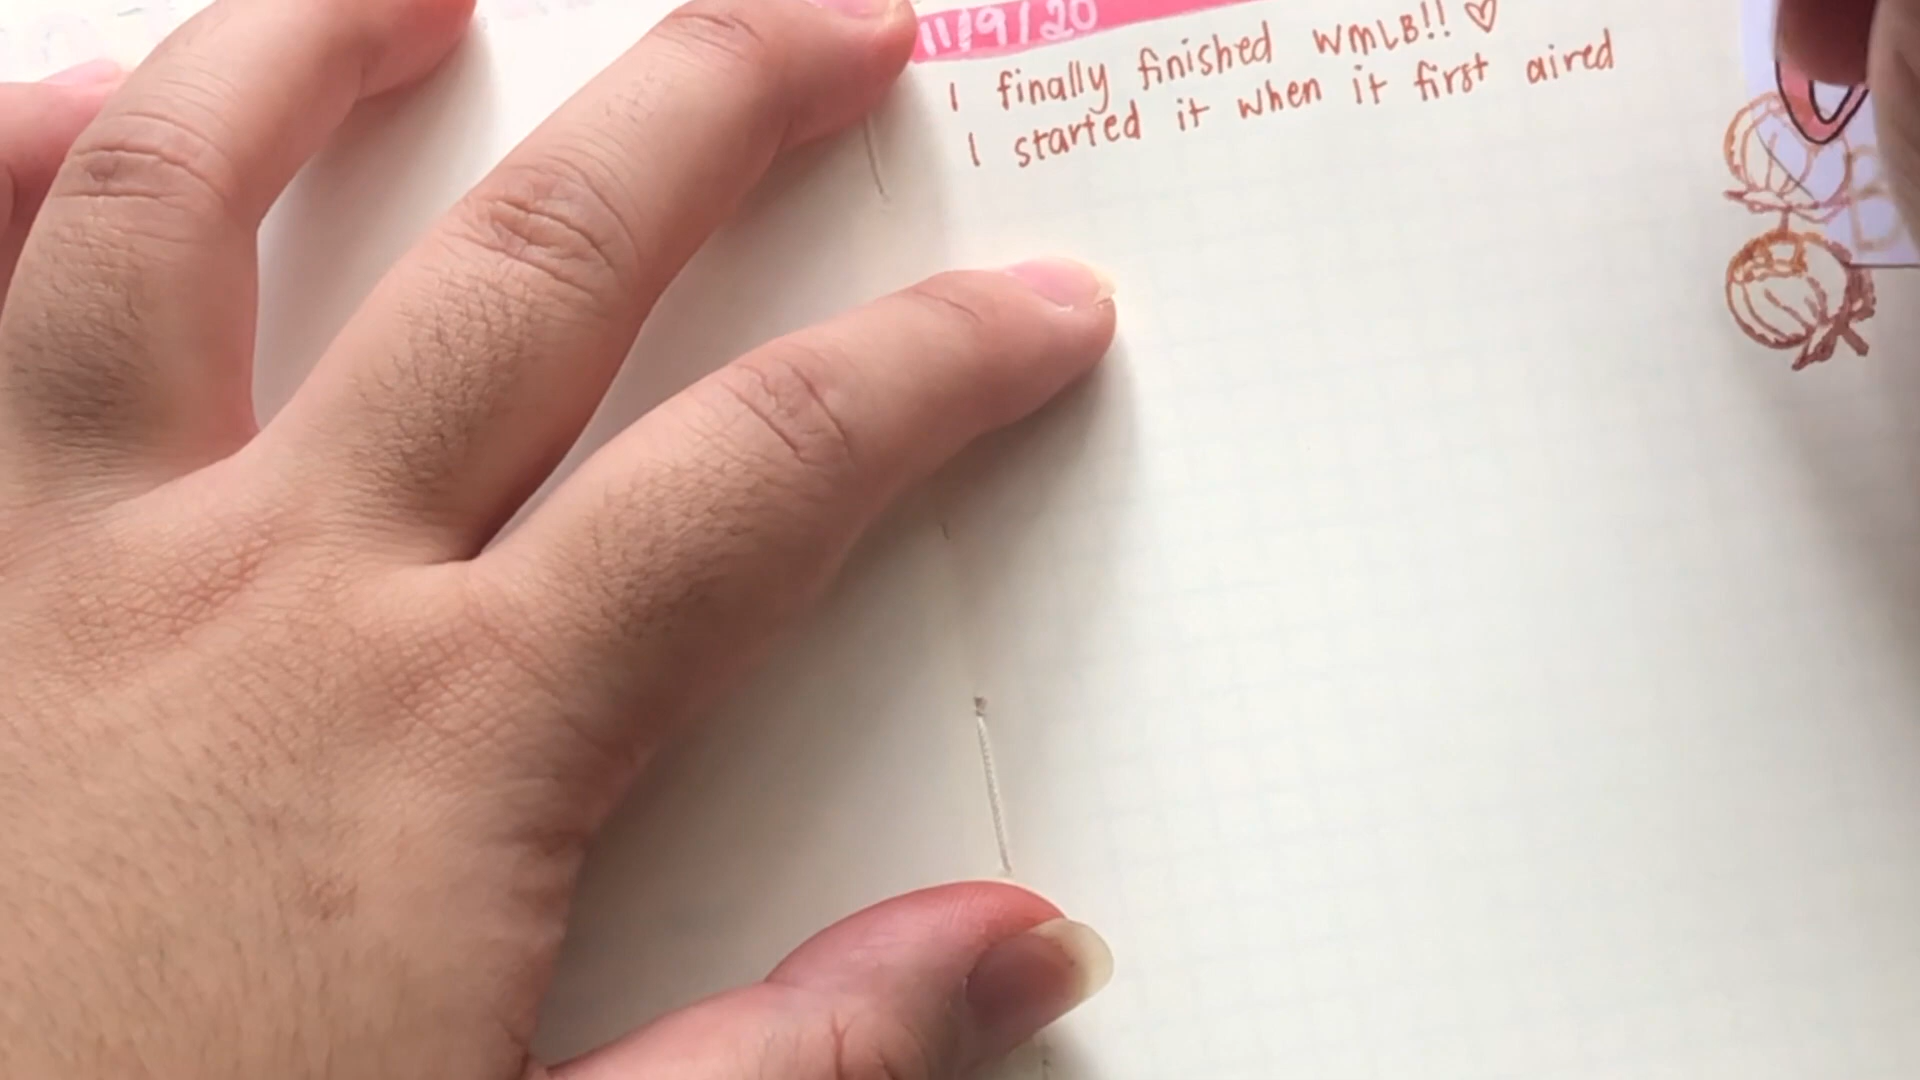 11/9/20
I finally finished WMLB!! ♡
I started it when it first aired